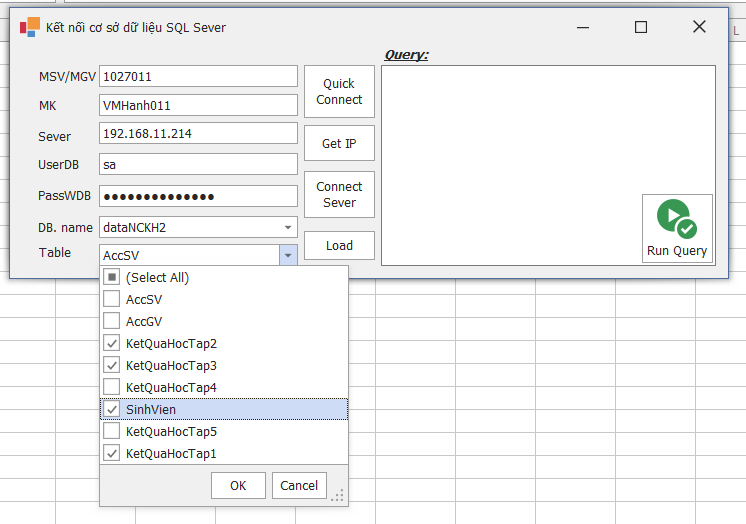 Kết nối cơ sở dữ liệu SQL Sever
L
Query:
MSV/MGV 1027011
Quick Connect
MK VMHanh011
Sever 192.168.11.214
Get IP
UserDB sa
PassWDB ●●●●●●●●●●●●●●
Connect Sever
DB. name dataNCKH2
Table AccSV
Load
Run Query
(Select All)
AccSV
AccGV
KetQuaHocTap2
KetQuaHocTap3
KetQuaHocTap4
SinhVien
KetQuaHocTap5
KetQuaHocTap1
OK Cancel